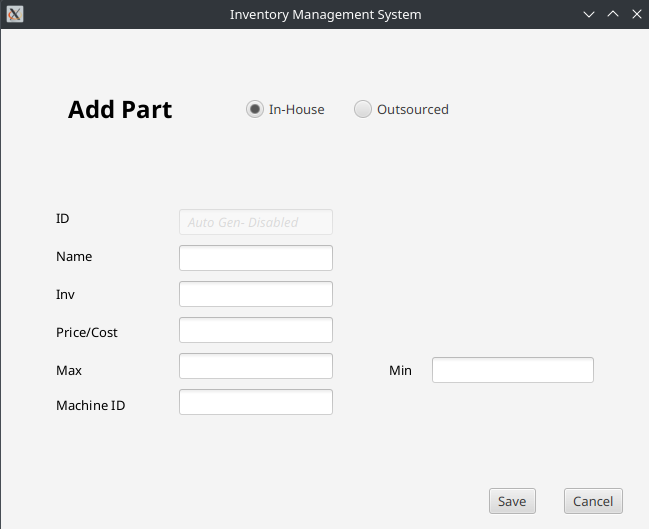 Inventory Management System
Add Part
In-House
Outsourced
ID
Auto Gen- Disabled
Name
Inv
Price/Cost
Max
Min
Machine ID
Save
Cancel